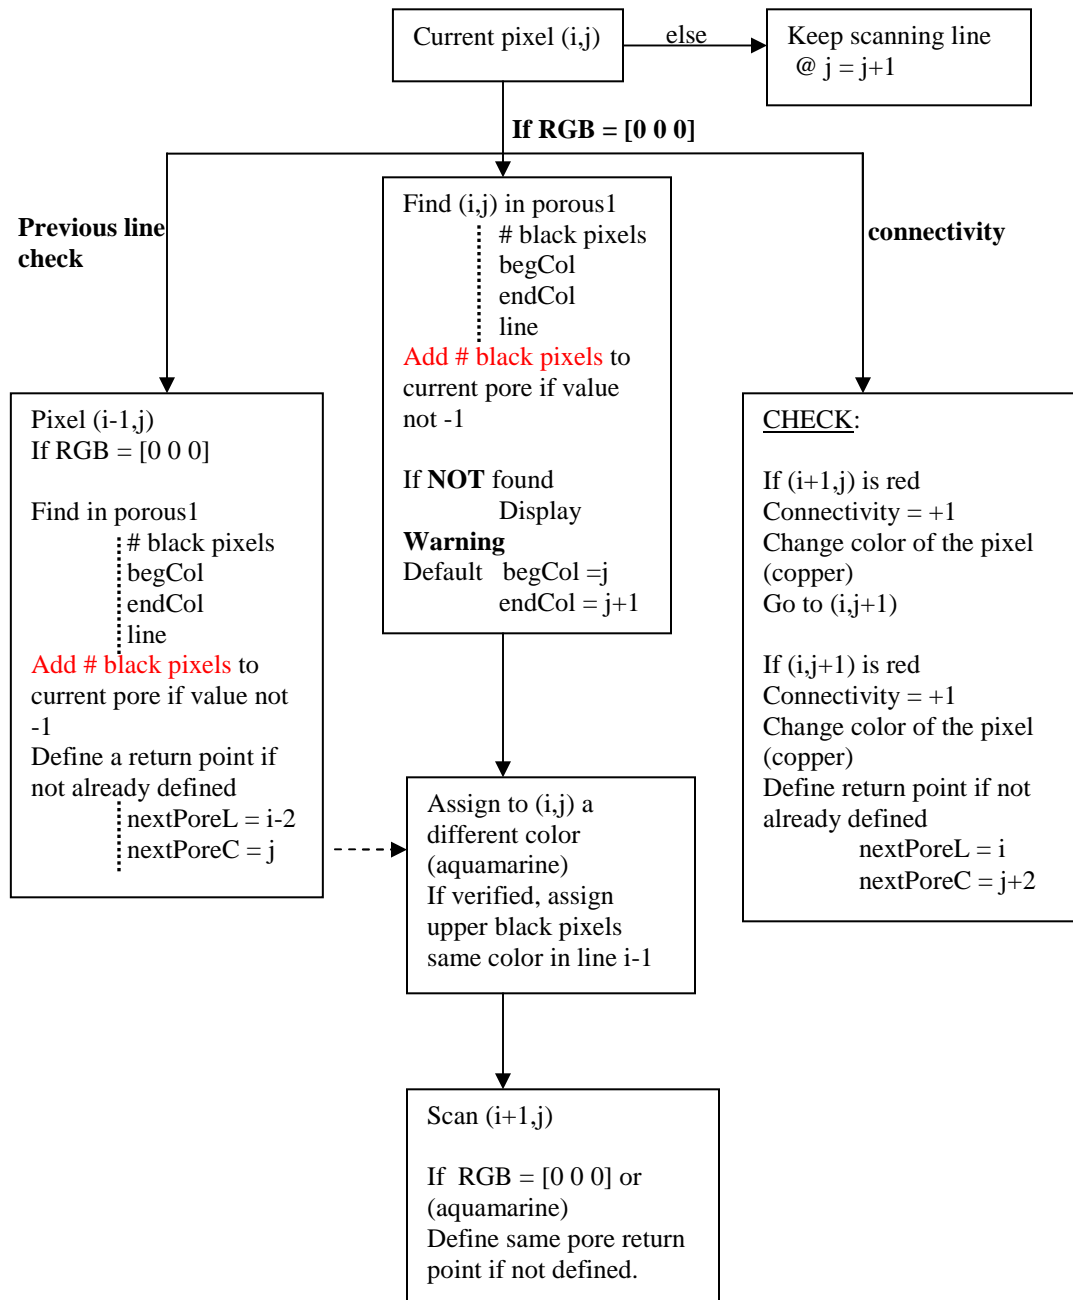 Current pixel (i,j)
else
Keep scanning line
@ j = j+1
If RGB = [0 0 0]
Previous line
check
connectivity
Find (i,j) in porous1
# black pixels
begCol
endCol
line
Add # black pixels to
current pore if value
not -1
If NOT found
Display
Warning
Default begCol =j
endCol = j+1
Pixel (i-1,j)
If RGB = [0 0 0]
Find in porous1
# black pixels
begCol
endCol
line
Add # black pixels to
current pore if value not
-1
Define a return point if
not already defined
nextPoreL = i-2
nextPoreC = j
CHECK:
If (i+1,j) is red
Connectivity = +1
Change color of the pixel
(copper)
Go to (i,j+1)
If (i,j+1) is red
Connectivity = +1
Change color of the pixel
(copper)
Define return point if not
already defined
nextPoreL = i
nextPoreC = j+2
Assign to (i,j) a
different color
(aquamarine)
If verified, assign
upper black pixels
same color in line i-1
Scan (i+1,j)
If RGB = [0 0 0] or
(aquamarine)
Define same pore return
point if not defined.